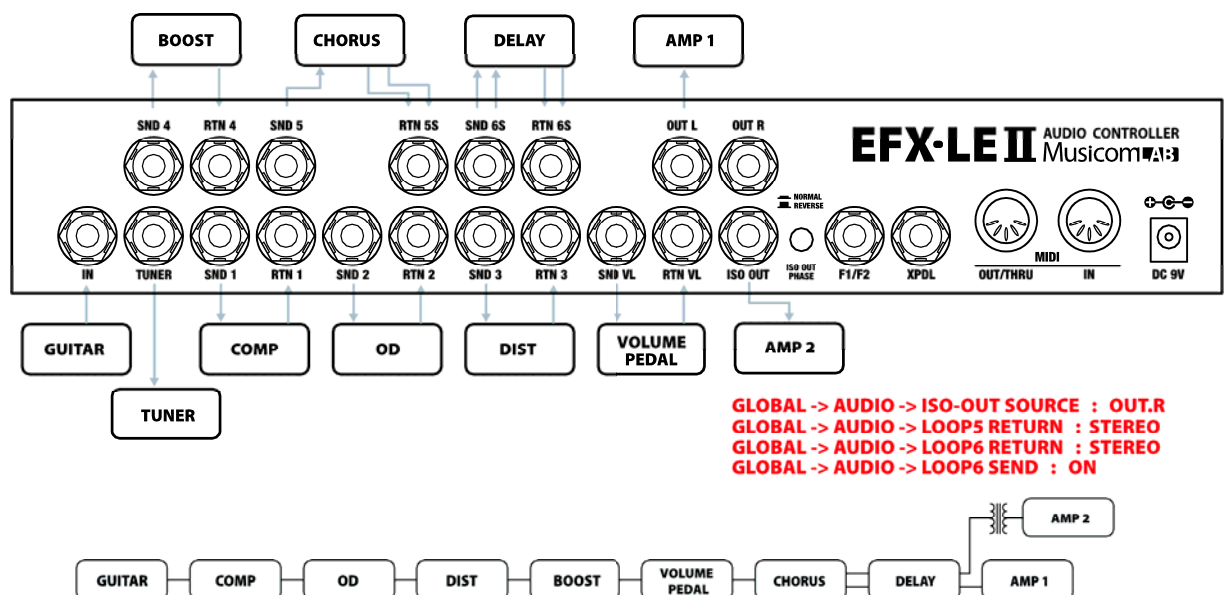 BOOST
CHORUS
DELAY
AMP 1
SND 4
RTN 4
SND 5
RTN 5S
SND 6S
RTN 6S
OUT L
OUT R
EFX·LE II AUDIO CONTROLLER
MusicomLAB
NORMAL
REVERSE
IN
TUNER
SND 1
RTN 1
SND 2
RTN 2
SND 3
RTN 3
SND VL
RTN VL
ISO OUT
ISO OUT
PHASE
F1/F2
XPDL
OUT/THRU
MIDI
IN
DC 9V
GUITAR
COMP
OD
DIST
VOLUME
PEDAL
AMP 2
TUNER
GLOBAL -> AUDIO -> ISO-OUT SOURCE : OUT.R
GLOBAL -> AUDIO -> LOOP5 RETURN : STEREO
GLOBAL -> AUDIO -> LOOP6 RETURN : STEREO
GLOBAL -> AUDIO -> LOOP6 SEND : ON
AMP 2
GUITAR
COMP
OD
DIST
BOOST
VOLUME
PEDAL
CHORUS
DELAY
AMP 1